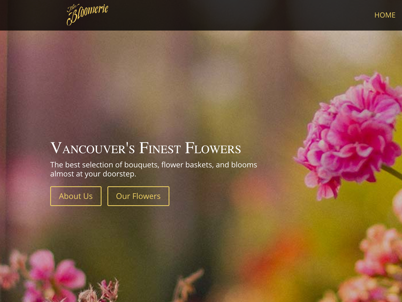 The Bloomerie
HOME
Vancouver's Finest Flowers
The best selection of bouquets, flower baskets, and blooms
almost at your doorstep.
About Us
Our Flowers